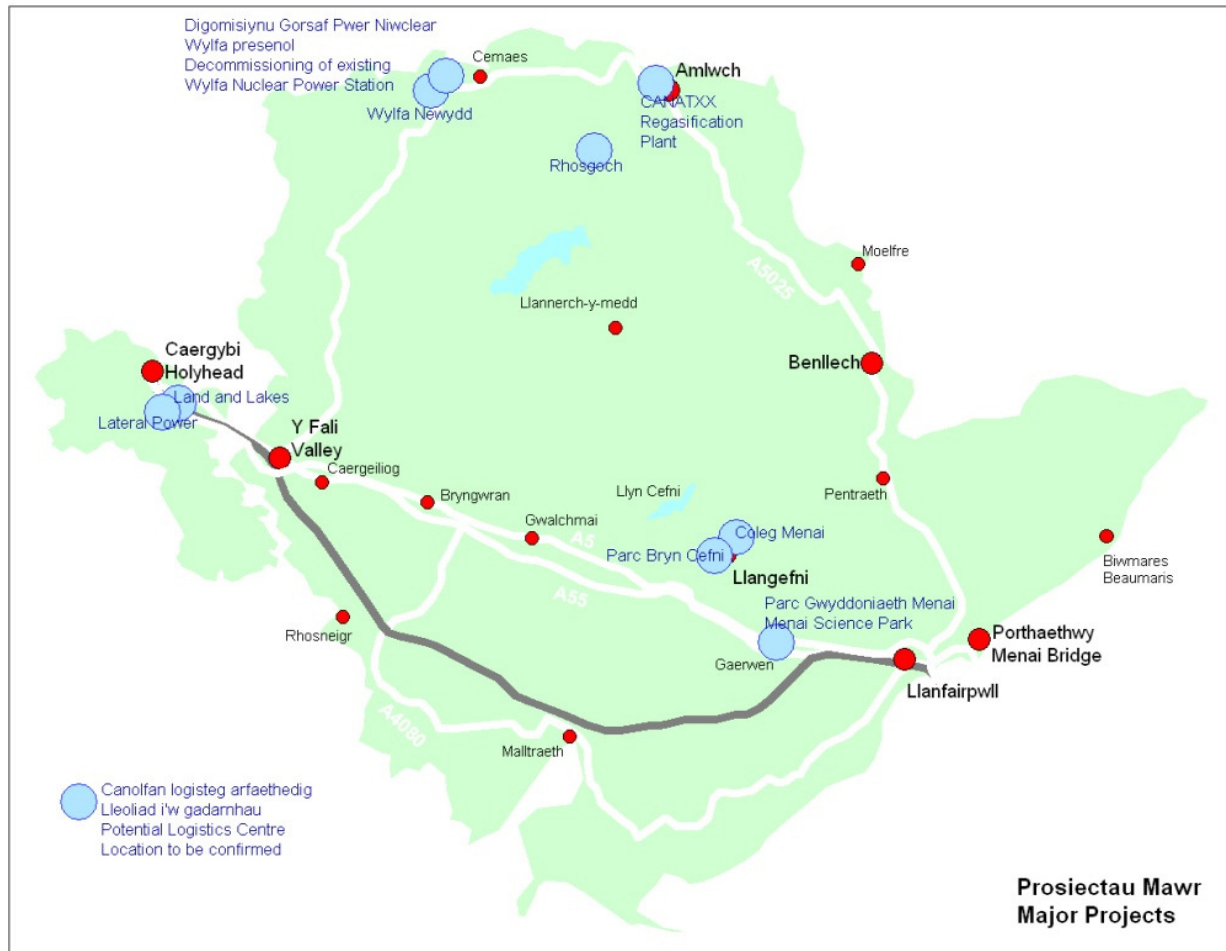 Digomisiynu Gorsaf Pwer Niwclear
Wylfa presenol
Decommissioning of existing
Wylfa Nuclear Power Station
Cemaes
Wylfa Newydd
Amlwch
CANATXX
Regasification
Plant
Rhosgoch
Moelfre
A5025
Llannerch-y-medd
Caergybi
Holyhead
Land and Lakes
Lateral Power
Benllech
Y Fali
Valley
Caergeiliog
Bryngwran
Gwalchmai
Llyn Cefni
Pentraeth
A5
Coleg Menai
Parc Bryn Cefni
Llangefni
Biwmares
Beaumaris
A55
Parc Gwyddoniaeth Menai
Menai Science Park
Rhosneigr
Gaerwen
Porthaethwy
Menai Bridge
Llanfairpwll
A4080
Malltraeth
Canolfan logisteg arfaethedig
Lleoliad i'w gadarnhau
Potential Logistics Centre
Location to be confirmed
Prosiectau Mawr
Major Projects